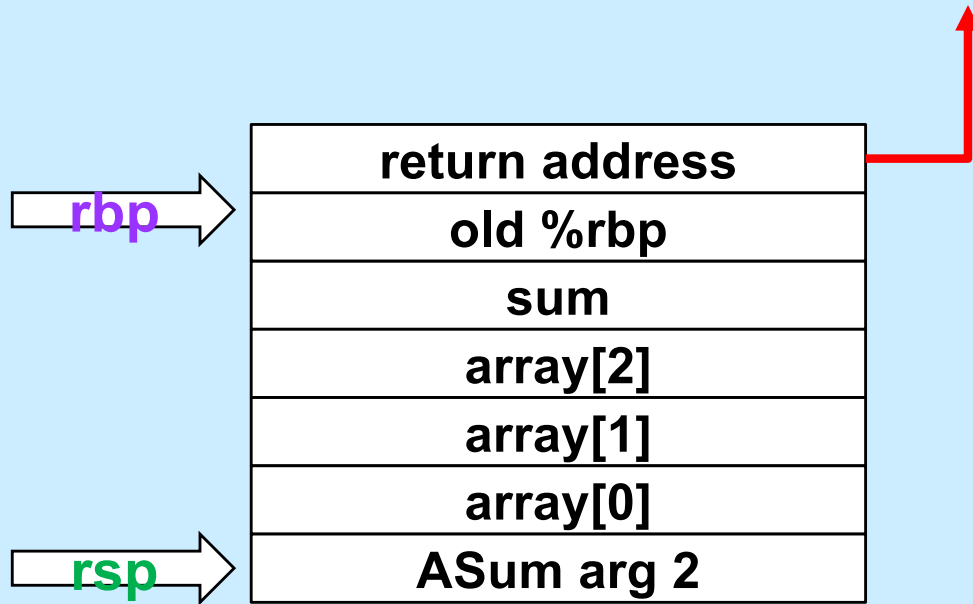 return address
rbp
old %rbp
sum
array[2]
array[1]
array[0]
rsp
ASum arg 2